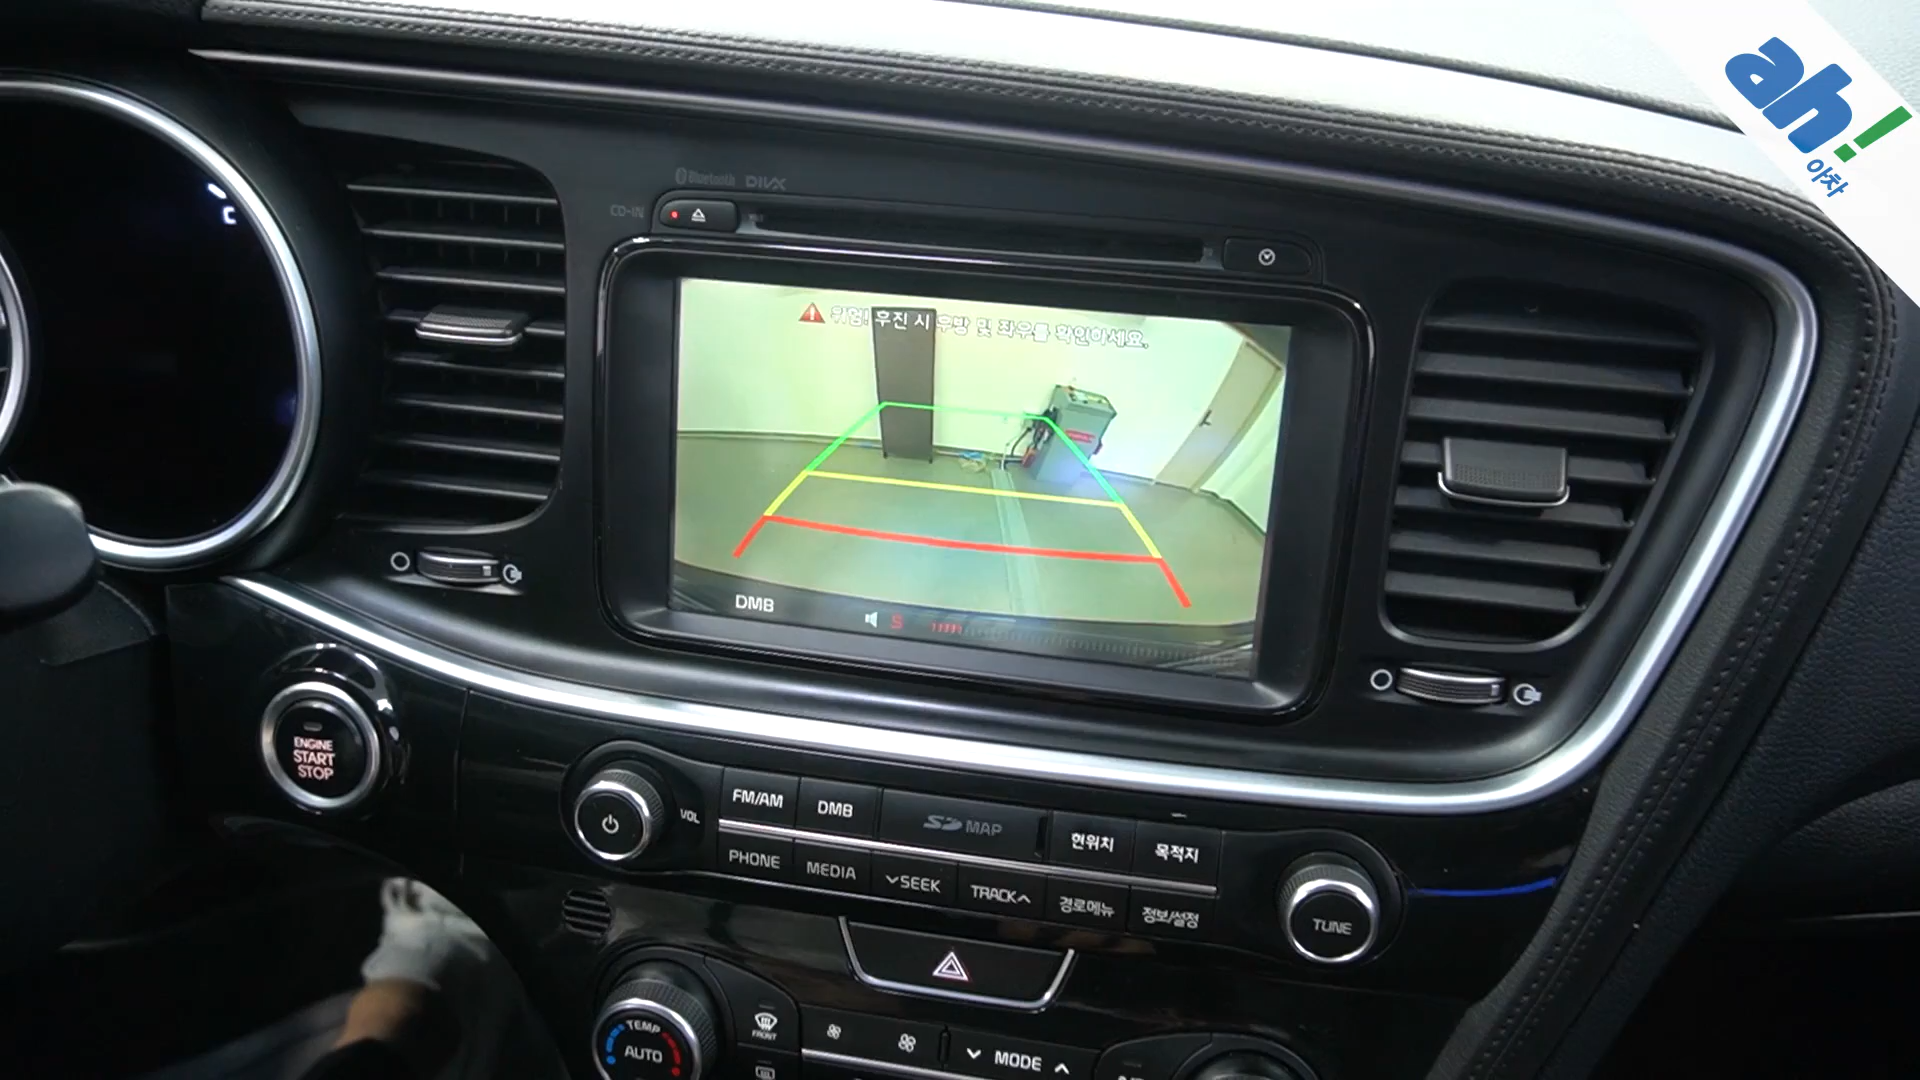 ah!
아차
Bluetooth DIVX
CD-IN
위험! 후진 시 후방 및 좌우를 확인하세요.
DMB
S
C
ENGINE
START
STOP
VOL
FM/AM
DMB
SD MAP
현위치
목적지
PHONE
MEDIA
SEEK
TRACK
경로메뉴
정보/설정
TUNE
TEMP
AUTO
FRONT
MODE